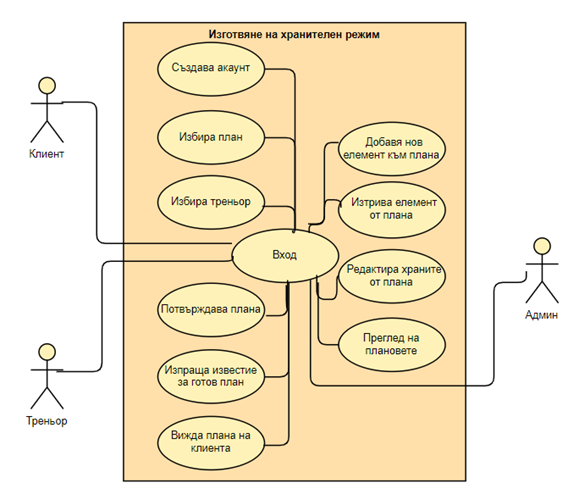 Изготвяне на хранителен режим
Създава акаунт
Избира план
Избира треньор
Добавя нов
елемент към плана
Изтрива елемент
от плана
Вход
Редактира храните
от плана
Преглед на
плановете
Потвърждава плана
Изпраща известие
за готов план
Вижда плана на
клиента
Клиент
Треньор
Админ